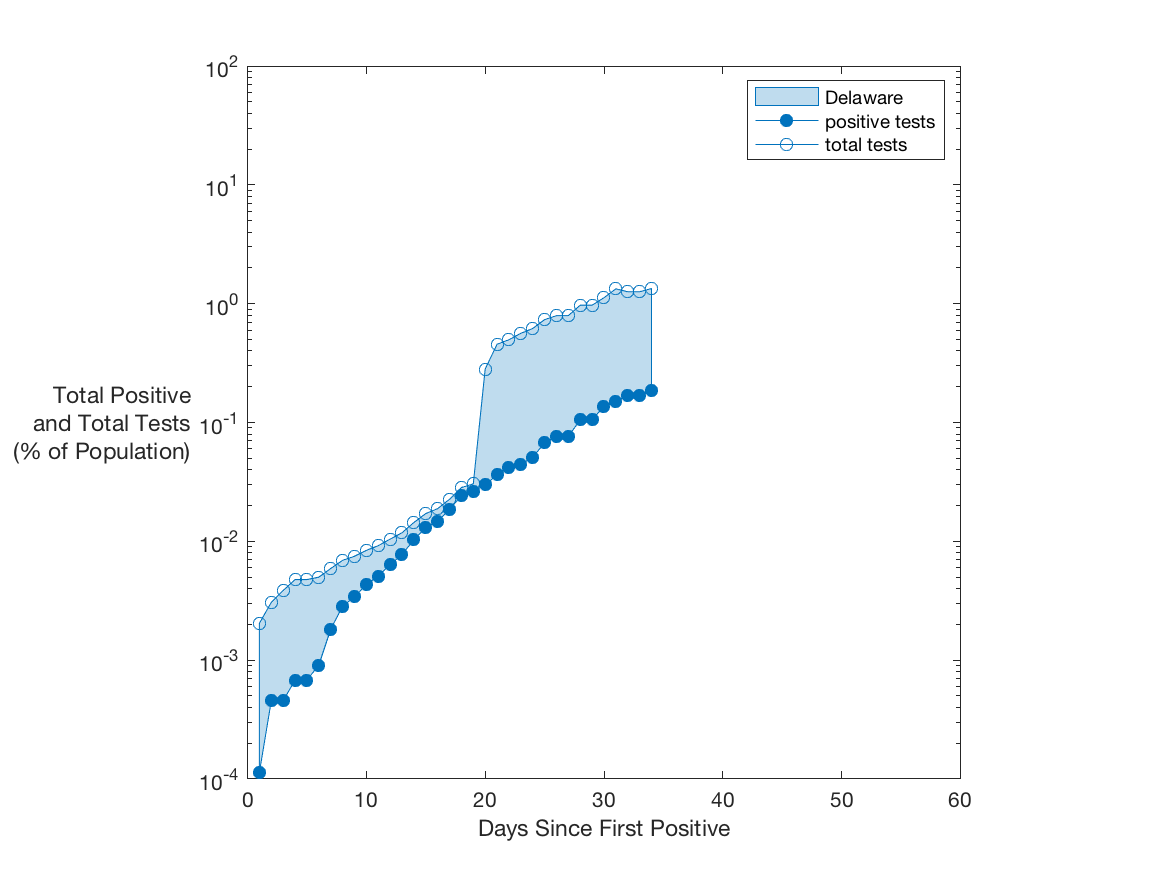 10^2
10^1
10^0
10^-1
10^-2
10^-3
10^-4
Total Positive
and Total Tests
(% of Population)
Delaware
positive tests
total tests
0 10 20 30 40 50 60
Days Since First Positive